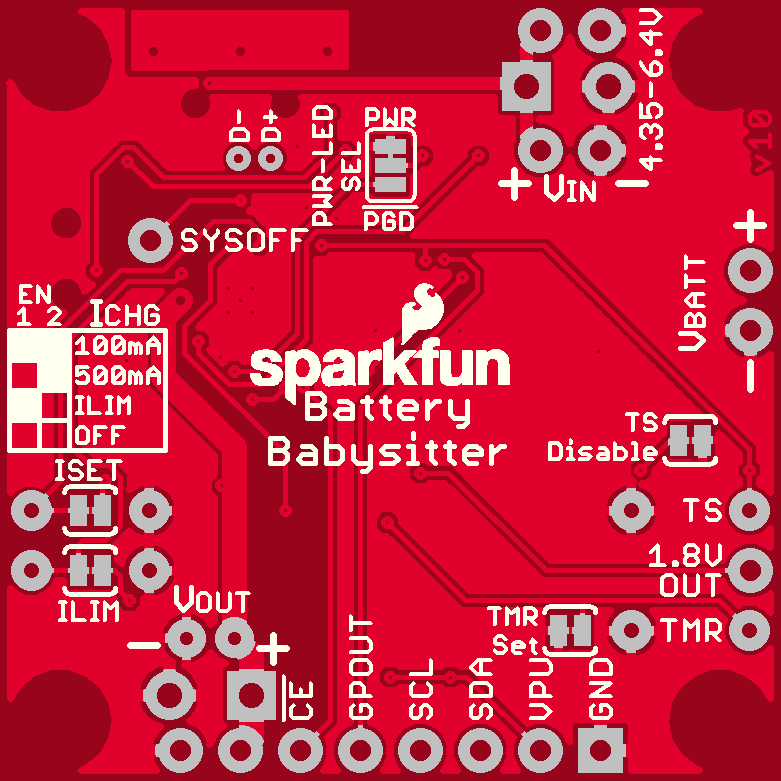 4.35-6.4V
D-
D+
PWR-LED
SEL
PWR
PGD
+ VIN -
v10
SYSOFF
+
VBATT
-
EN
1 2
ICHG
100mA
500mA
ILIM
OFF
sparkfun
Battery
Babysitter
TS
Disable
ISET
TS
1.8V
OUT
ILIM
VOUT
- +
TMR
Set
TMR
CE
GPOUT
SCL
SDA
VPU
GND